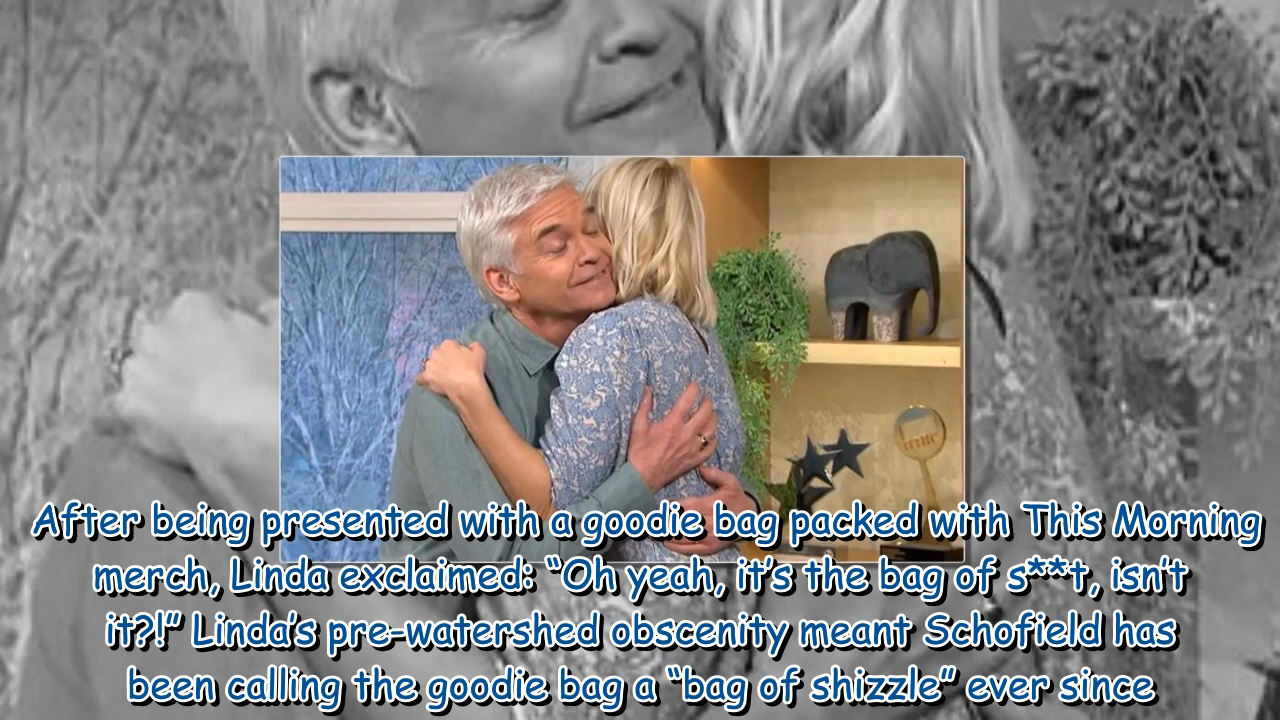 After being presented with a goodie bag packed with This Morning
merch, Linda exclaimed: “Oh yeah, it’s the bag of s**t, isn’t
it?!” Linda’s pre-watershed obscenity meant Schofield has
been calling the goodie bag a “bag of shizzle” ever since